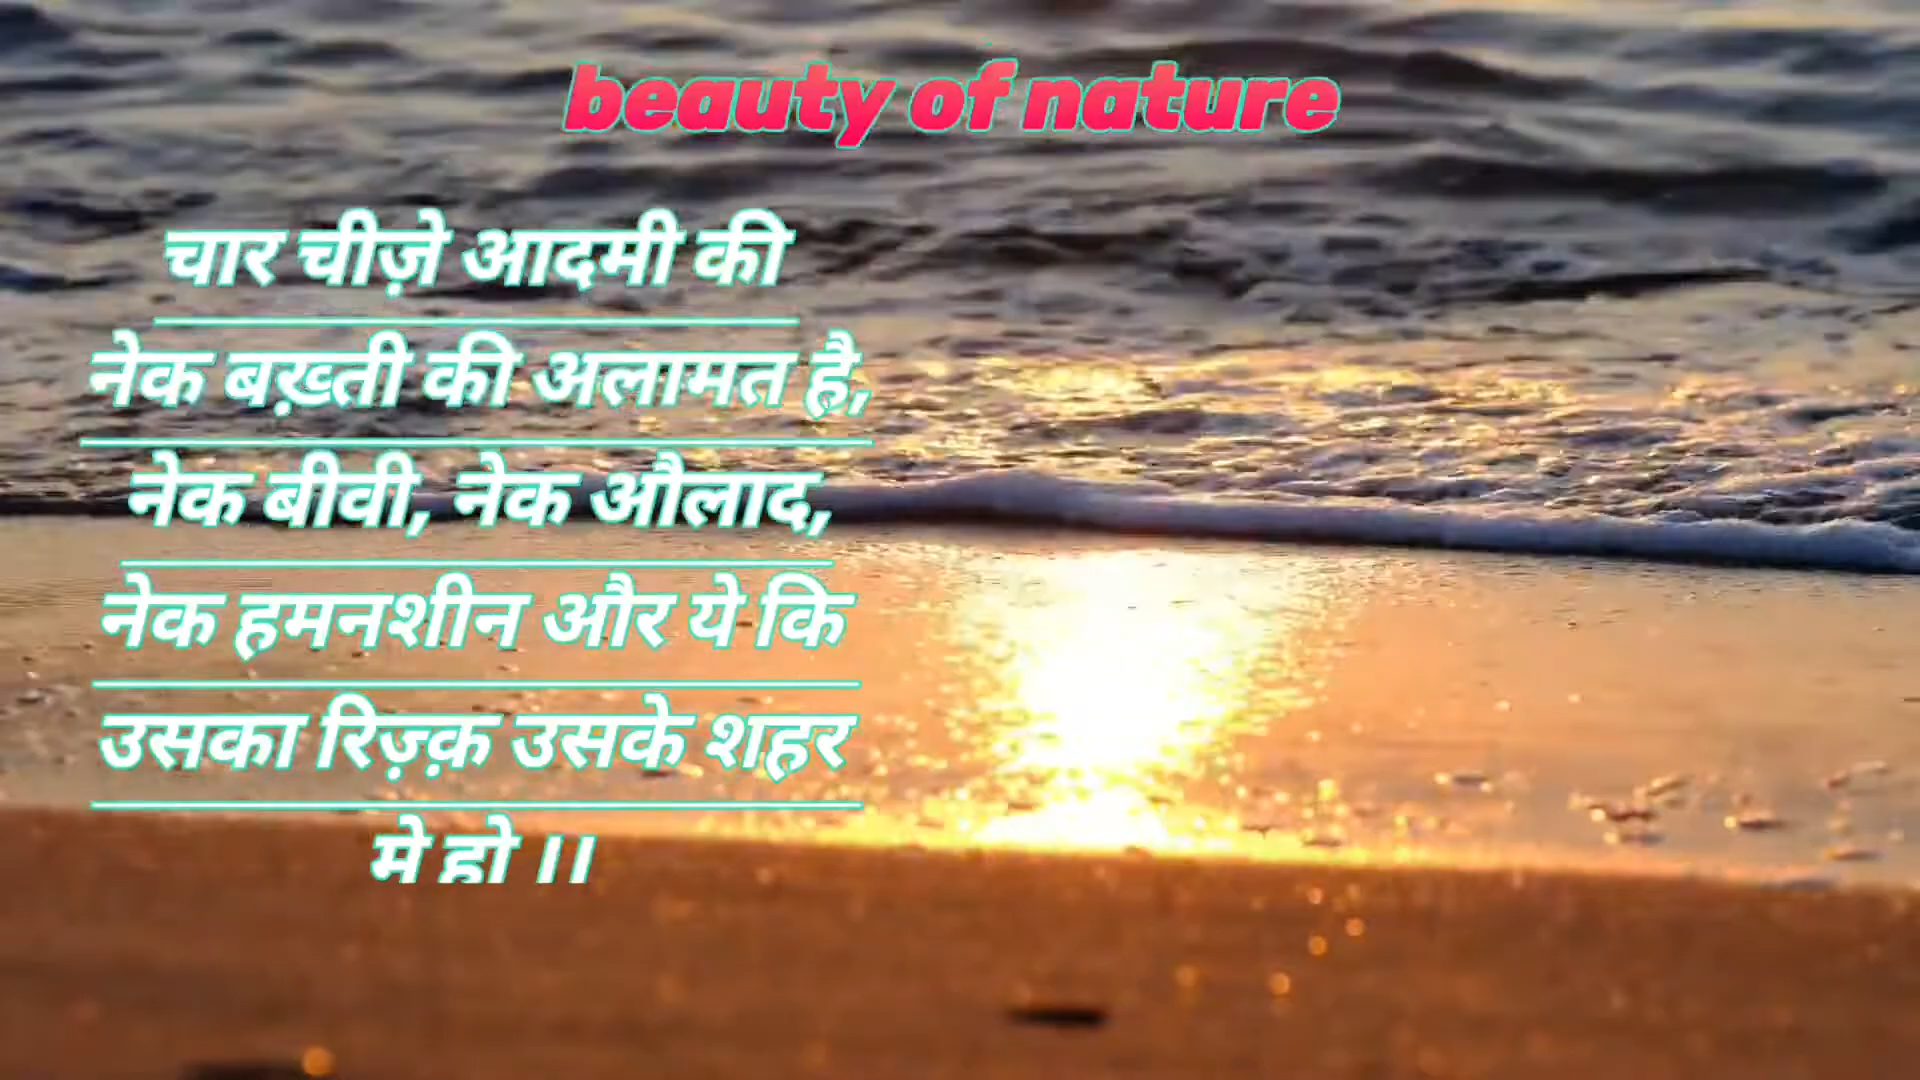 beauty of nature
चार चीज़े आदमी की
नेक बख़्ती की अलामत है,
नेक बीवी, नेक औलाद,
नेक हमनशीन और ये कि
उसका रिज़्क़ उसके शहर
मे हो ।।